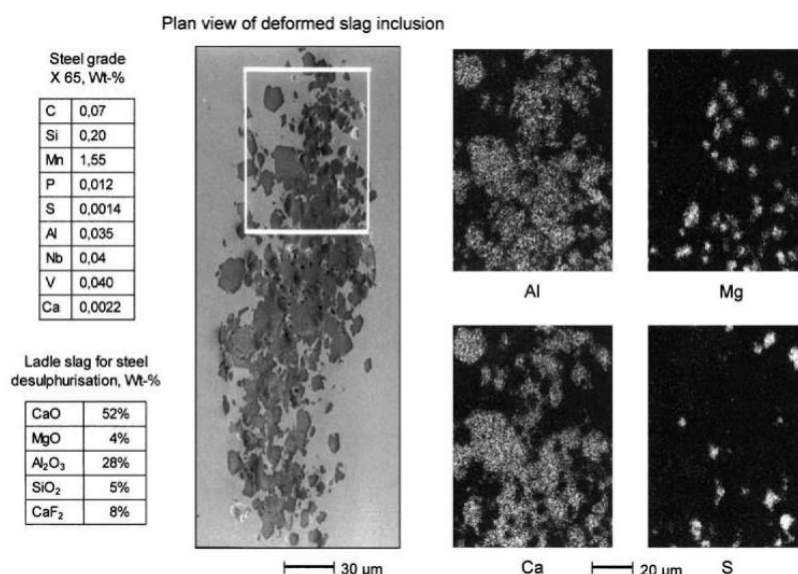 Plan view of deformed slag inclusion
Steel grade
X 65, Wt-%
C 0,07
Si 0,20
Mn 1,55
P 0,012
S 0,0014
Al 0,035
Nb 0,04
V 0,040
Ca 0,0022
Ladle slag for steel
desulphurisation, Wt-%
CaO 52%
MgO 4%
Al₂O₃ 28%
SiO₂ 5%
CaF₂ 8%
30 µm
Al
Mg
Ca
20 µm
S